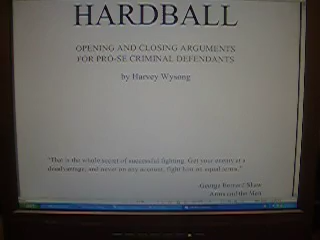 HARDBALL
OPENING AND CLOSING ARGUMENTS
FOR PRO-SE CRIMINAL DEFENDANTS
by Harvey Wysong
"That is the whole secret of successful fighting. Get your enemy at a
disadvantage; and never, on any account, fight him on equal terms."
George Bernard Shaw
Arms and the Man